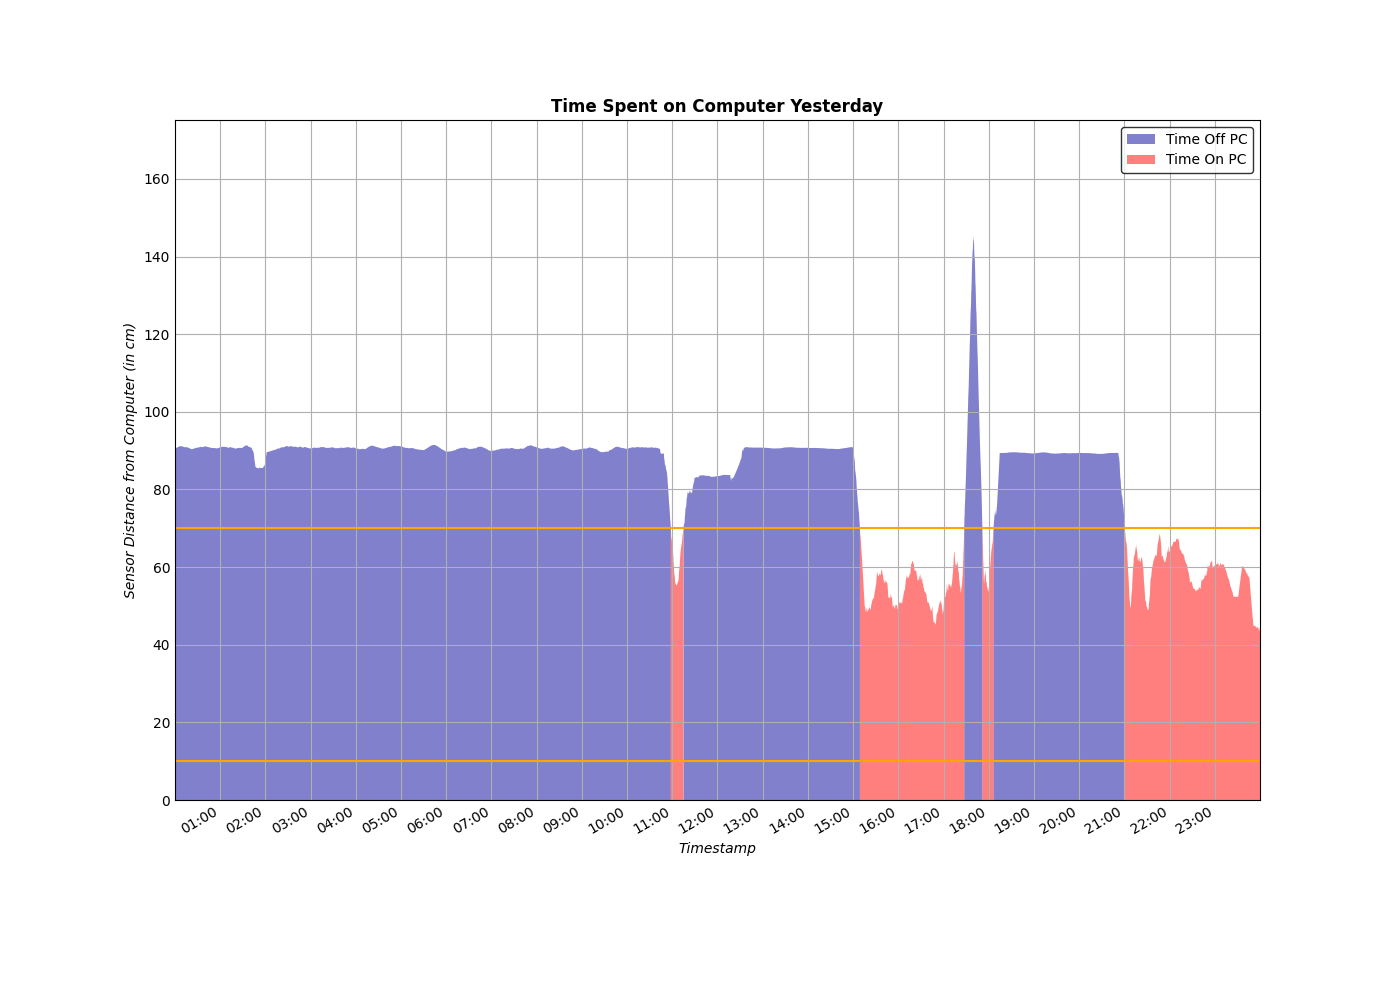 Time Spent on Computer Yesterday
Time Off PC
Time On PC
160
140
120
100
80
60
40
20
0
Sensor Distance from Computer (in cm)
01:00 02:00 03:00 04:00 05:00 06:00 07:00 08:00 09:00 10:00 11:00 12:00 13:00 14:00 15:00 16:00 17:00 18:00 19:00 20:00 21:00 22:00 23:00
Timestamp